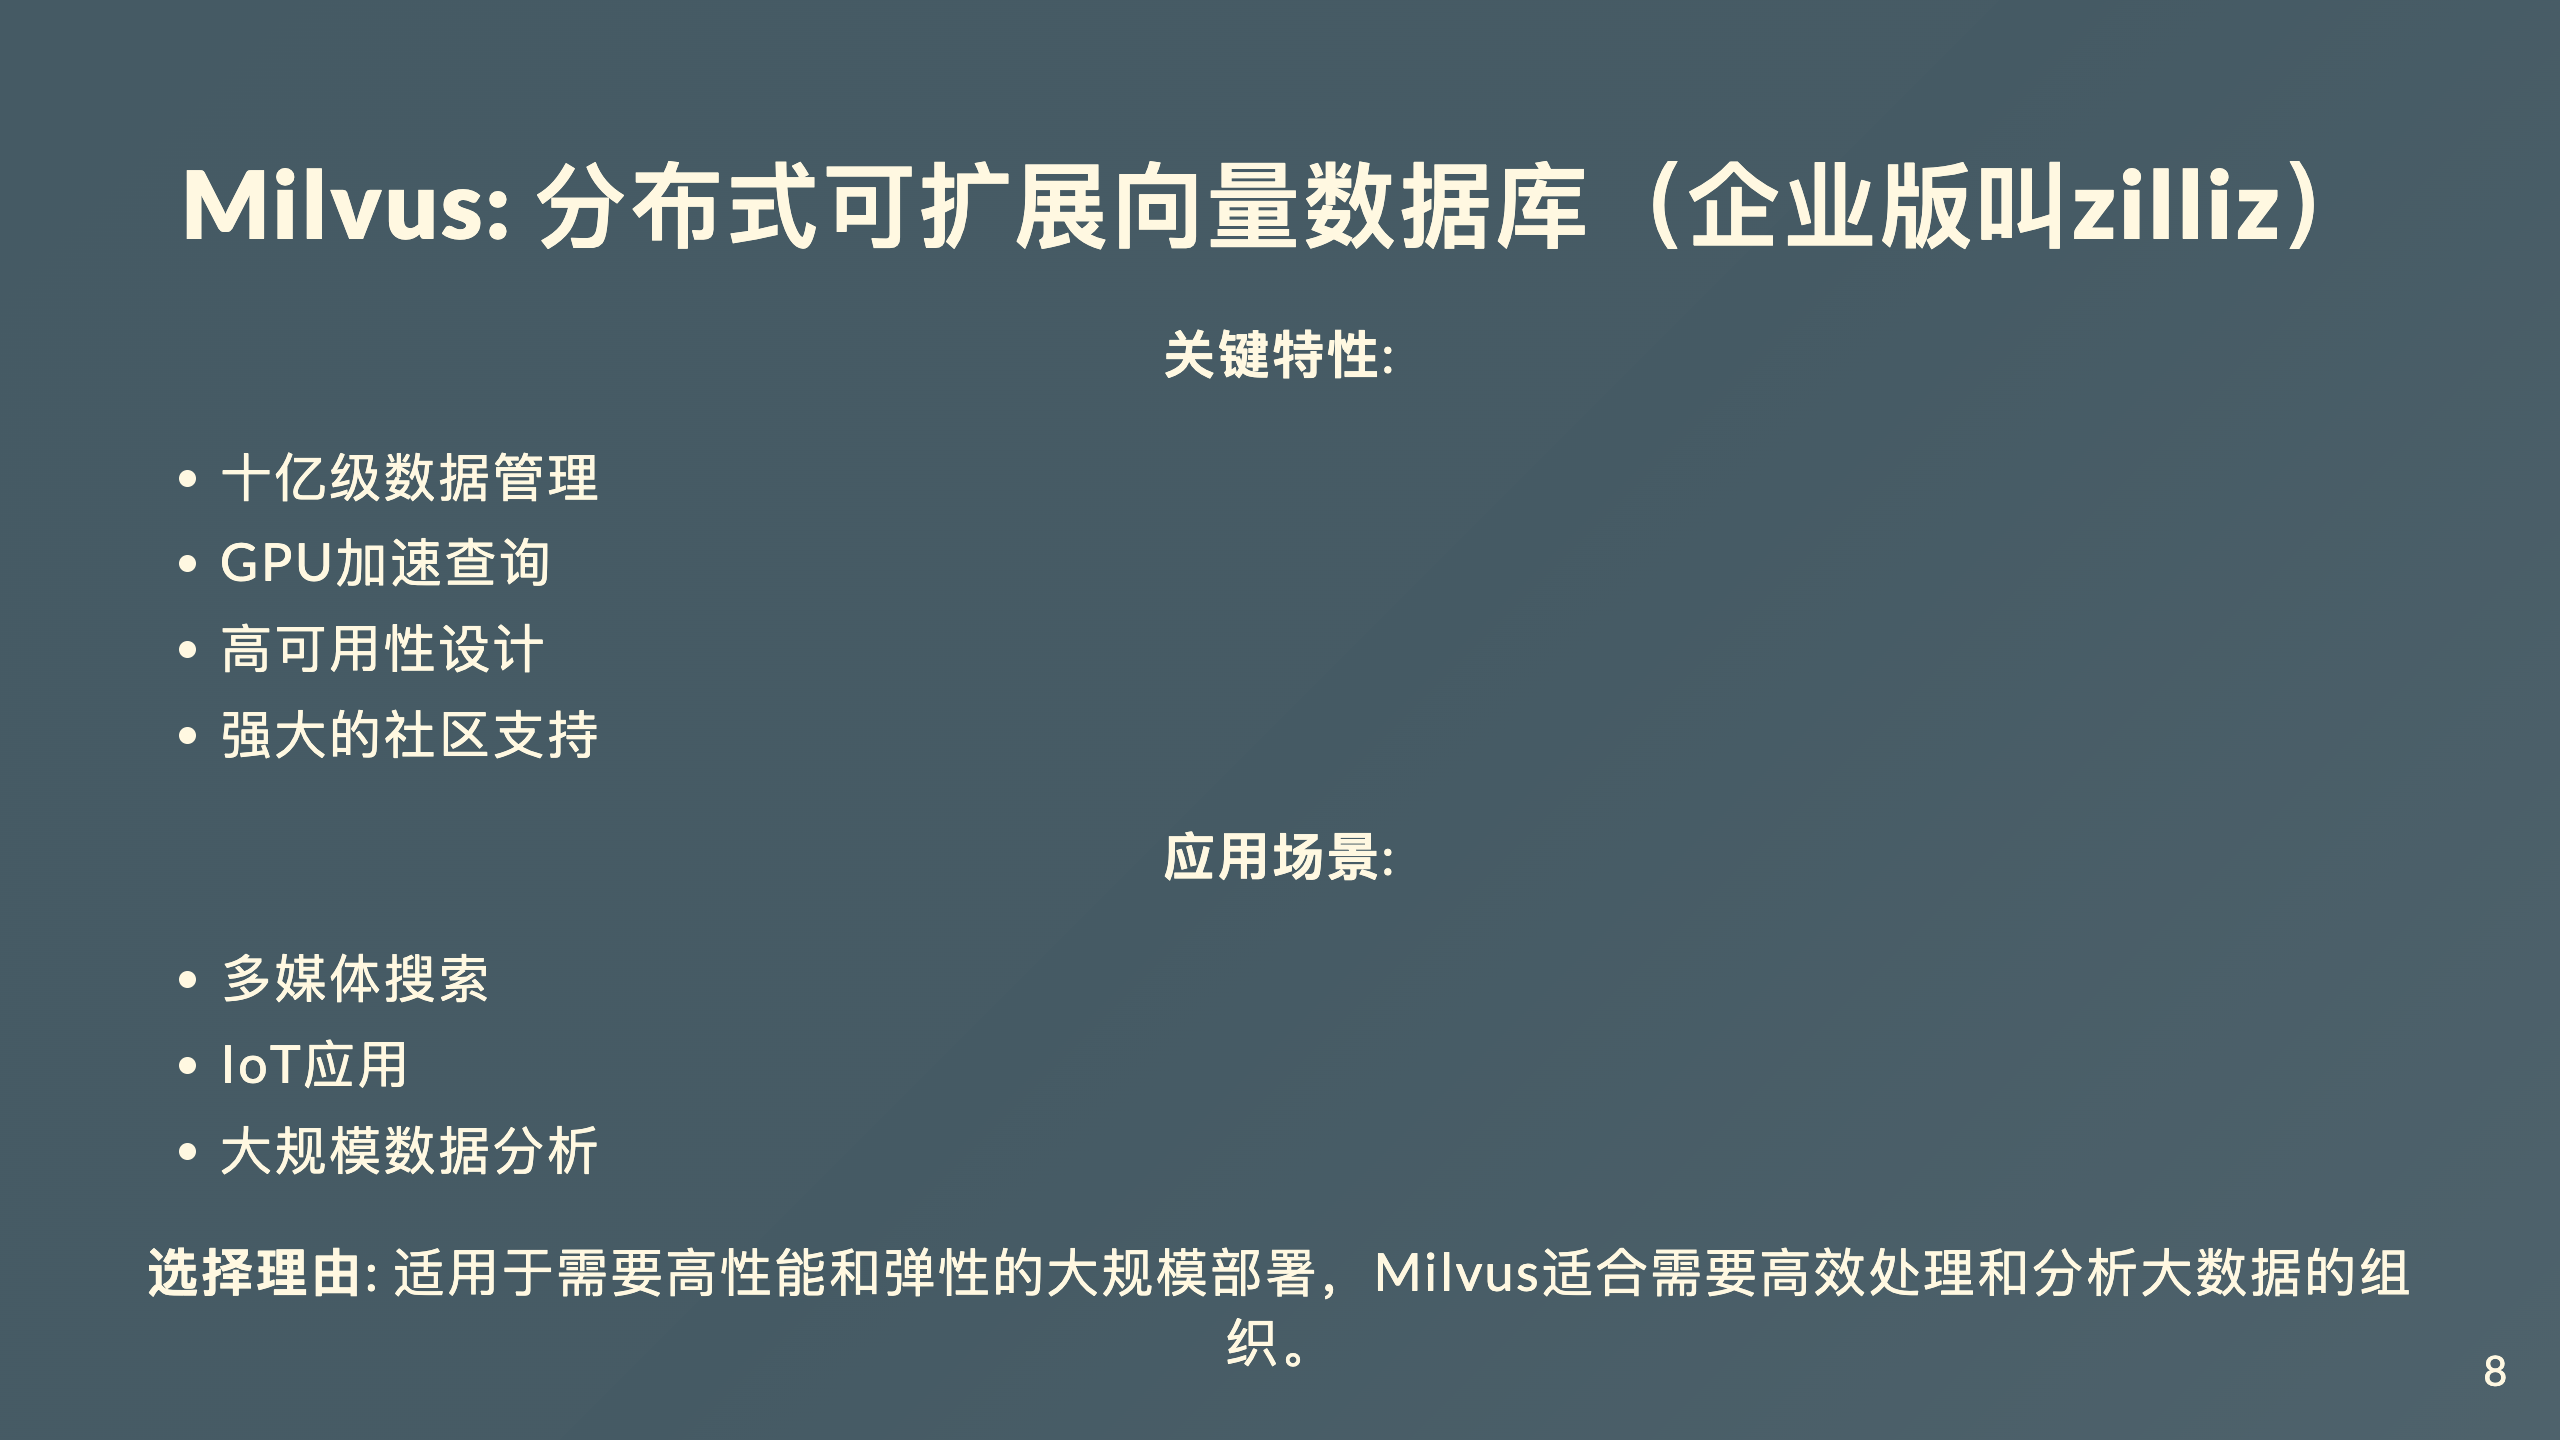 Milvus: 分布式可扩展向量数据库（企业版叫zilliz）
关键特性:
• 十亿级数据管理
• GPU加速查询
• 高可用性设计
• 强大的社区支持
应用场景:
• 多媒体搜索
• IoT应用
• 大规模数据分析
选择理由: 适用于需要高性能和弹性的大规模部署，Milvus适合需要高效处理和分析大数据的组
织。
8